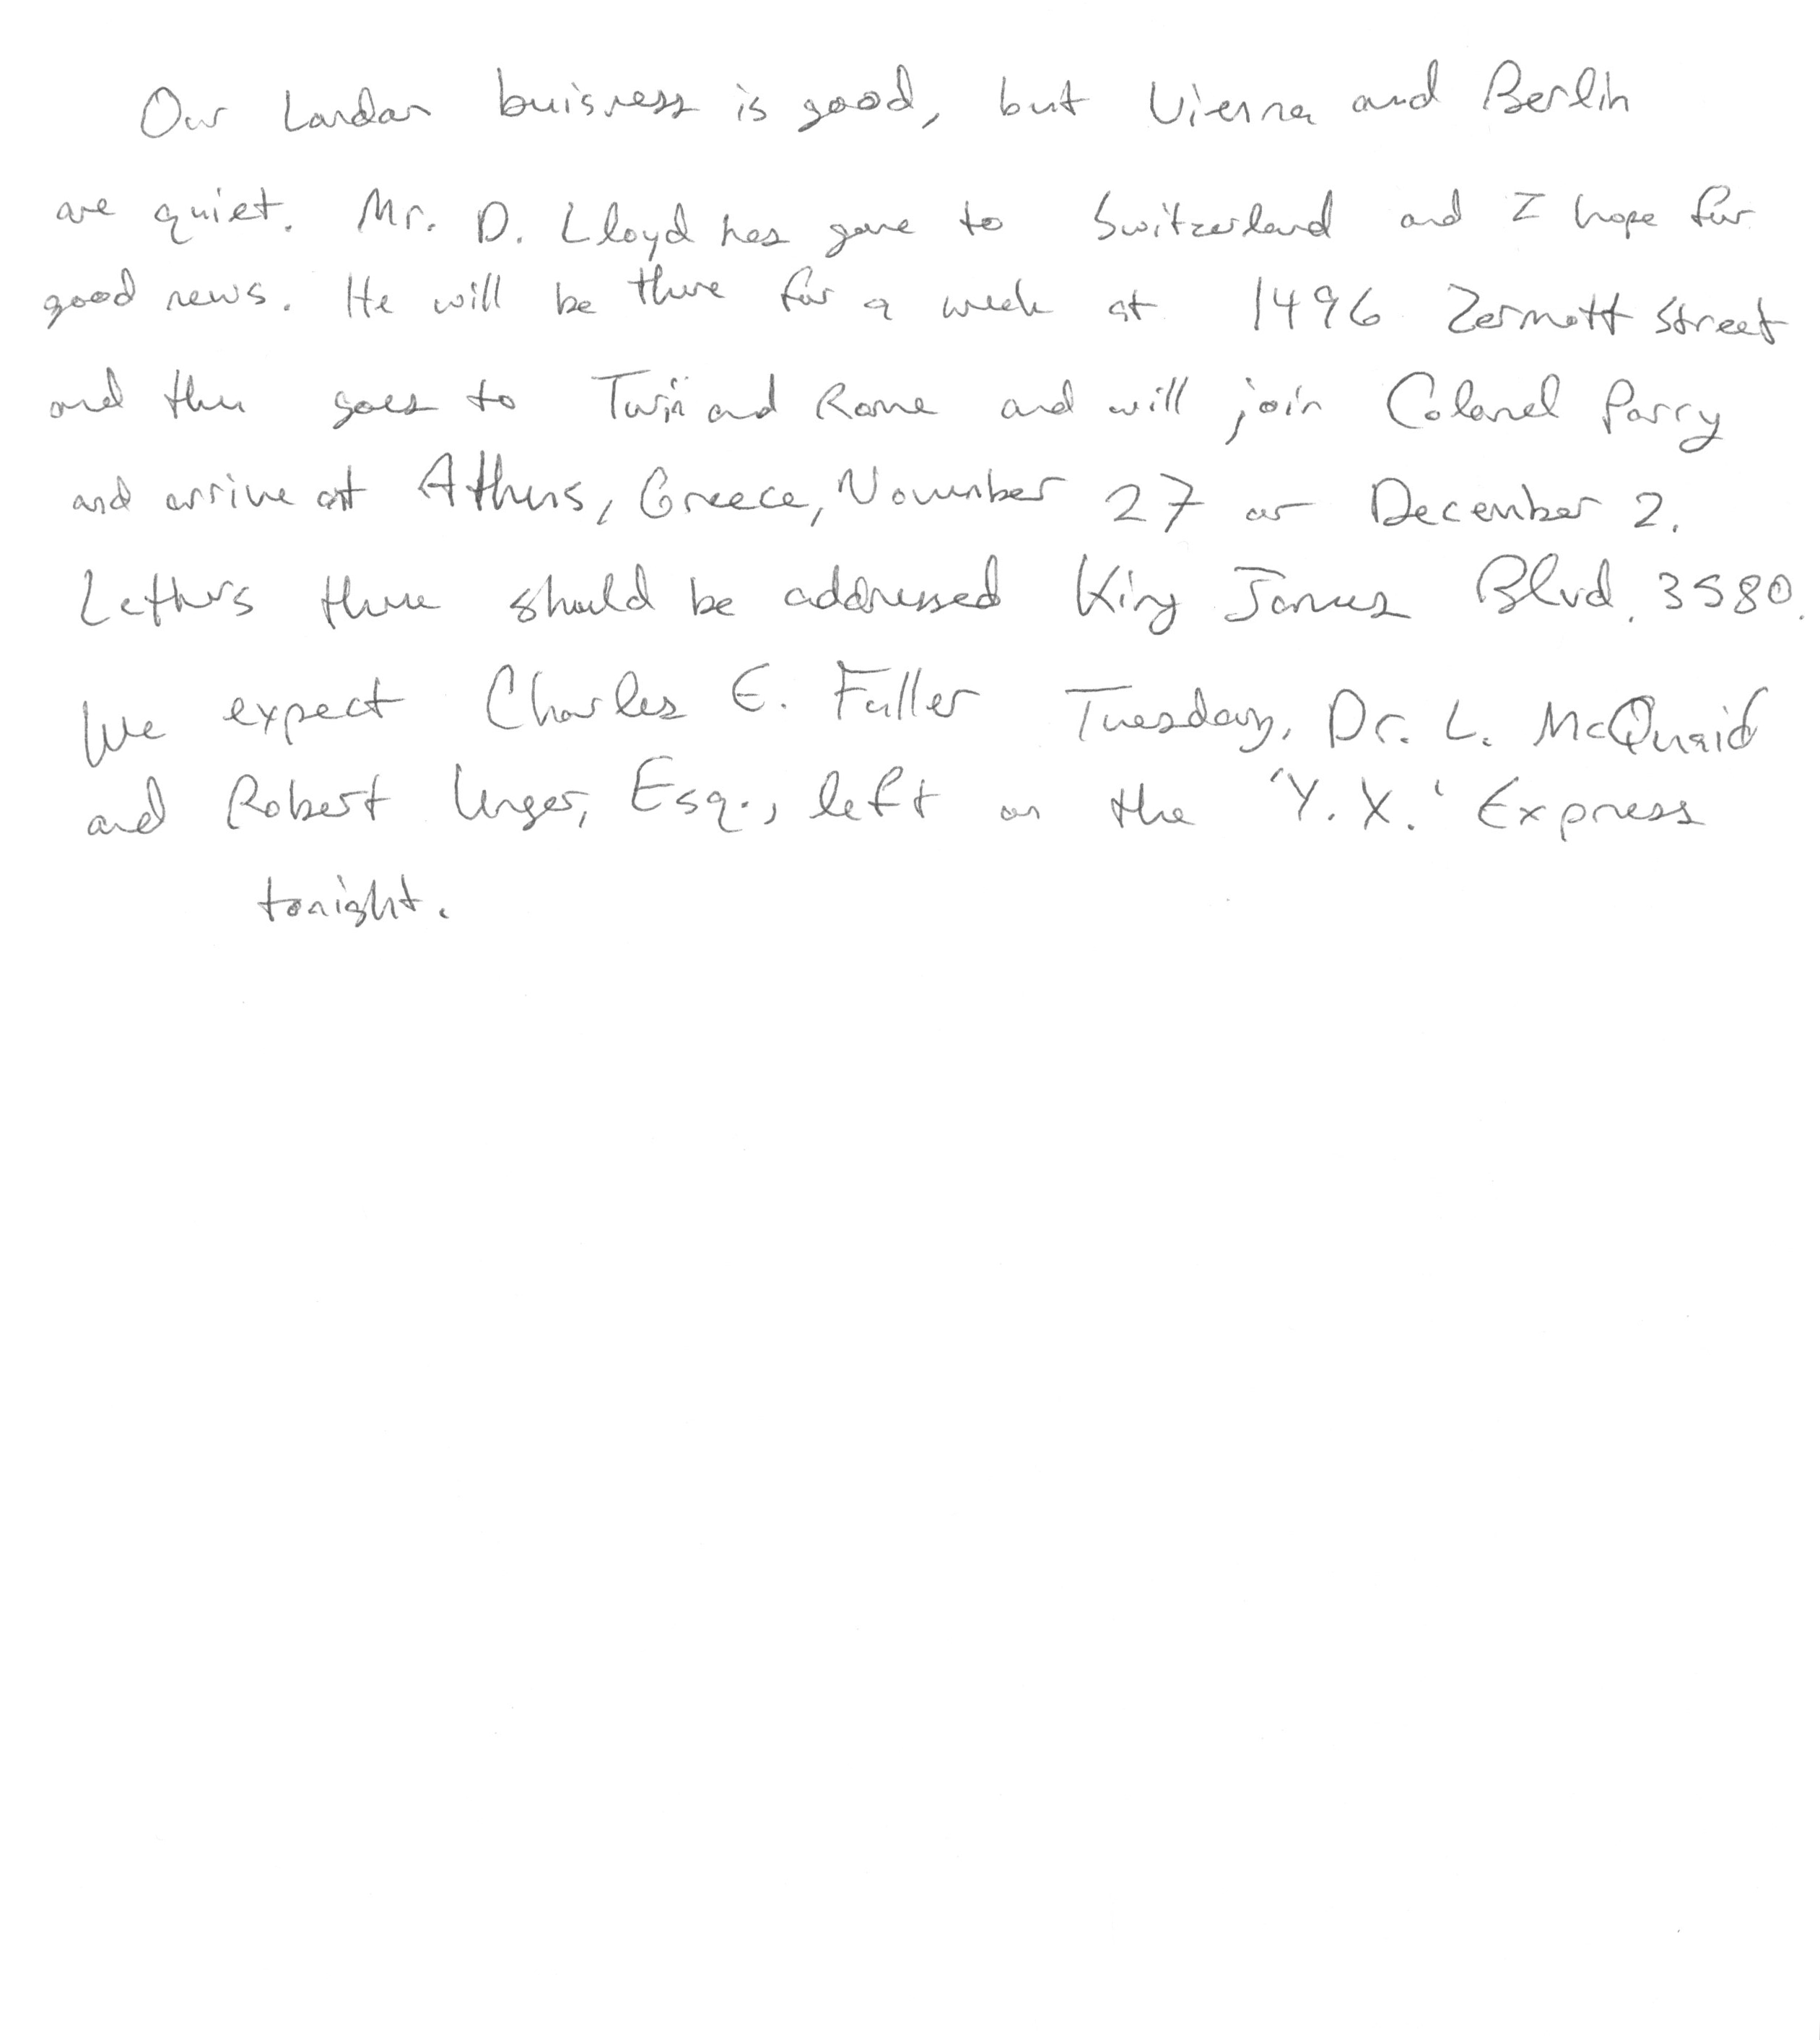 Our London buisness is good, but Vienna and Berlin
are quiet. Mr. D. Lloyd has gone to Switzerland and I hope for
good news. He will be there for a week at 1496 Zermott Street
and then goes to Turin and Rome and will join Colonel Parry
and arrive at Athens, Greece, November 27 or December 2.
Letters there should be addressed King James Blvd. 3580.
We expect Charles E. Fuller Tuesday, Dr. L. McQuaid
and Robert Unger, Esq., left on the 'Y.X.' Express
tonight.